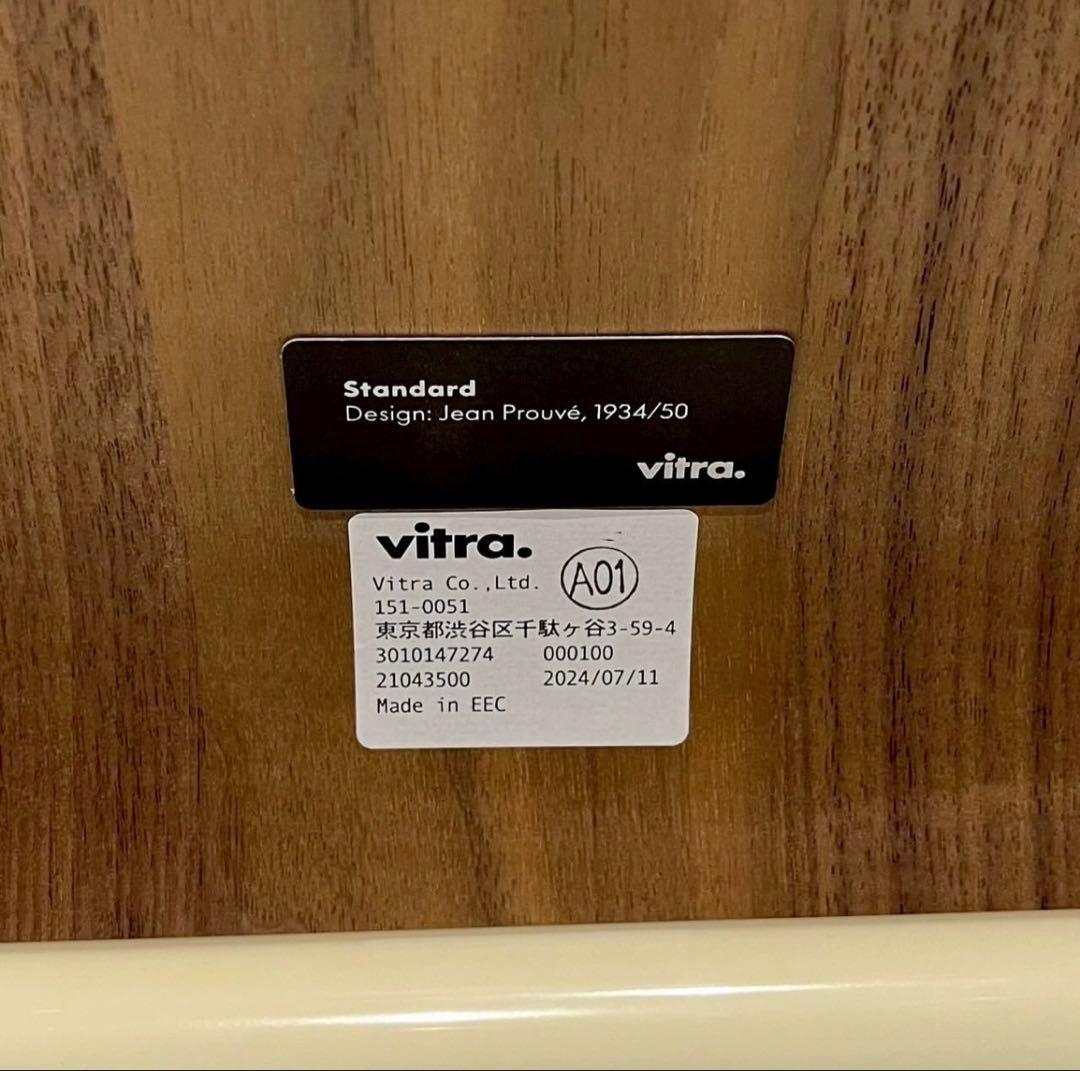 Standard
Design: Jean Prouvé, 1934/50
vitra.
vitra.
Vitra Co.,Ltd.
A01
151-0051
東京都渋谷区千駄ヶ谷3-59-4
3010147274 000100
21043500 2024/07/11
Made in EEC